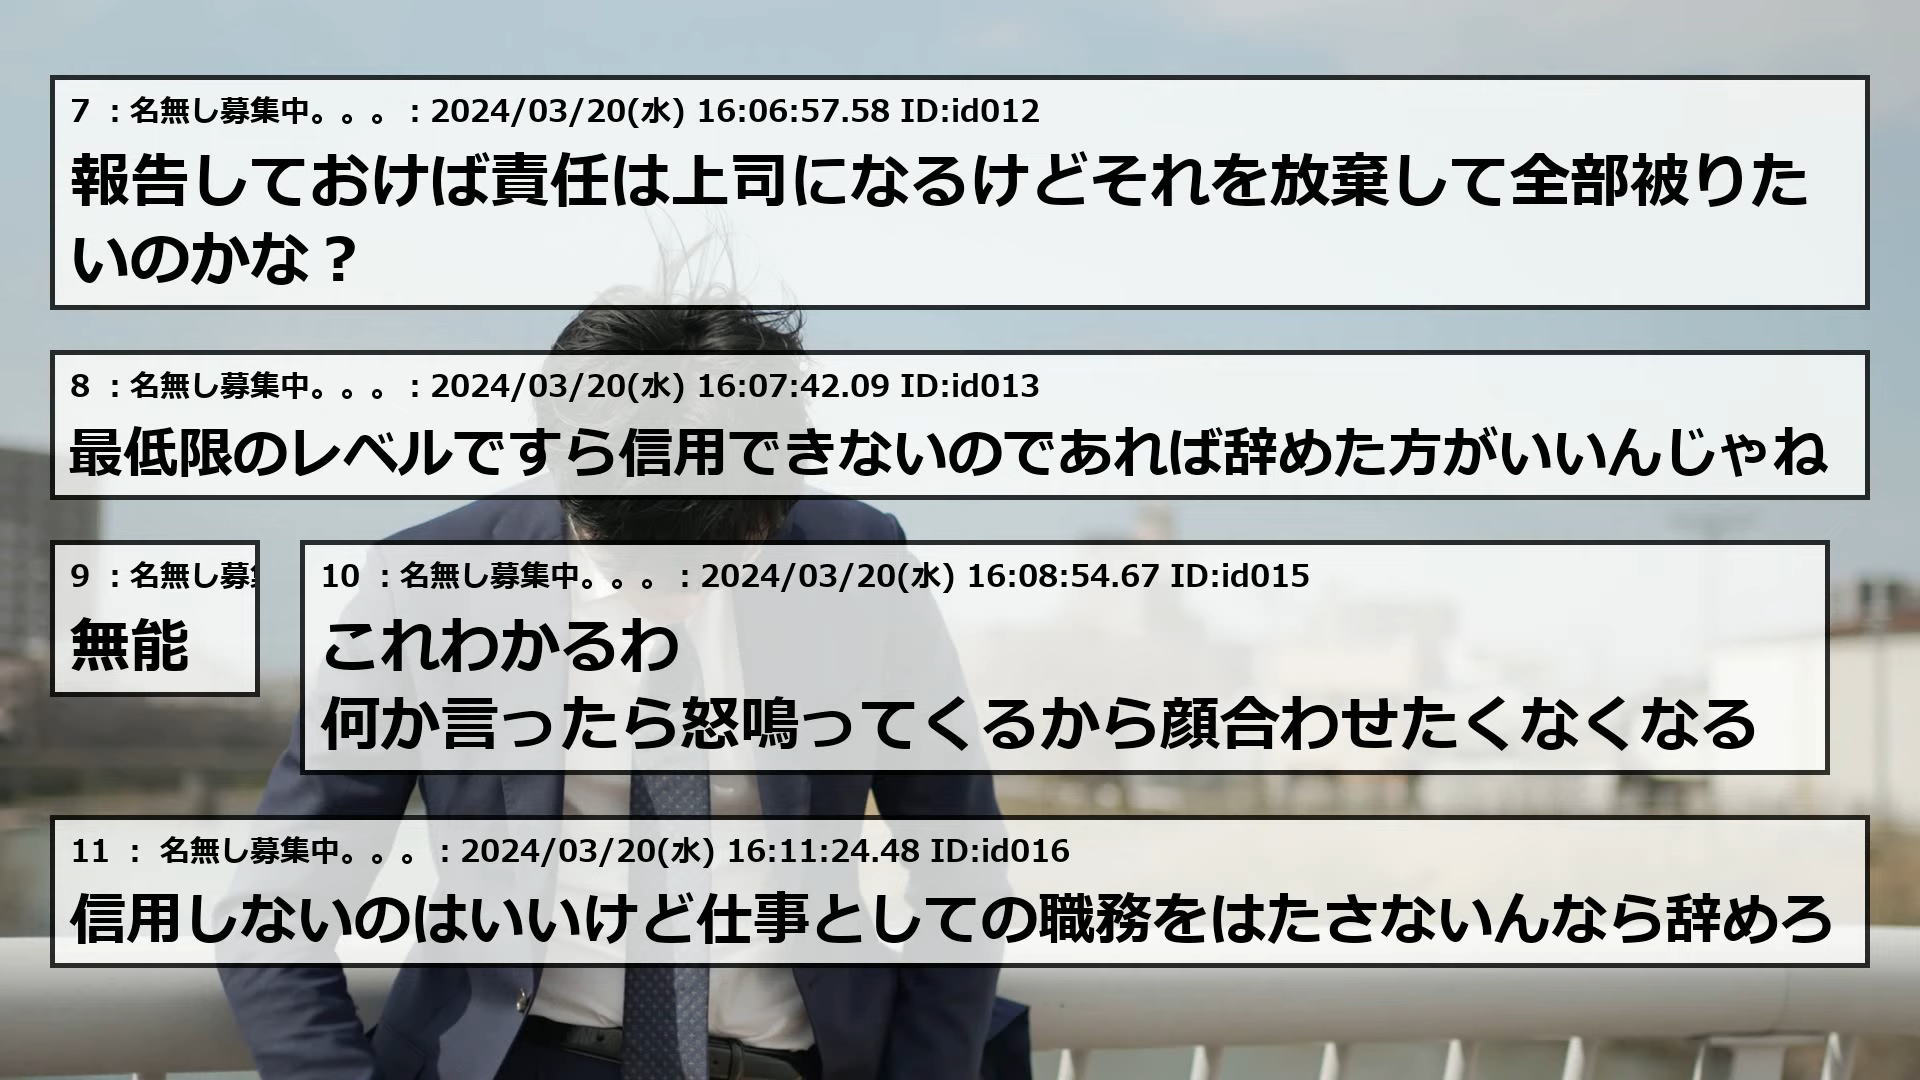 7 ：名無し募集中。。。：2024/03/20(水) 16:06:57.58 ID:id012
報告しておけば責任は上司になるけどそれを放棄して全部被りた
いのかな？
8 ：名無し募集中。。。：2024/03/20(水) 16:07:42.09 ID:id013
最低限のレベルですら信用できないのであれば辞めた方がいいんじゃね
9 ：名無し募
無能
10 ：名無し募集中。。。：2024/03/20(水) 16:08:54.67 ID:id015
これわかるわ
何か言ったら怒鳴ってくるから顔合わせたくなくなる
11 ： 名無し募集中。。。：2024/03/20(水) 16:11:24.48 ID:id016
信用しないのはいいけど仕事としての職務をはたさないんなら辞めろ